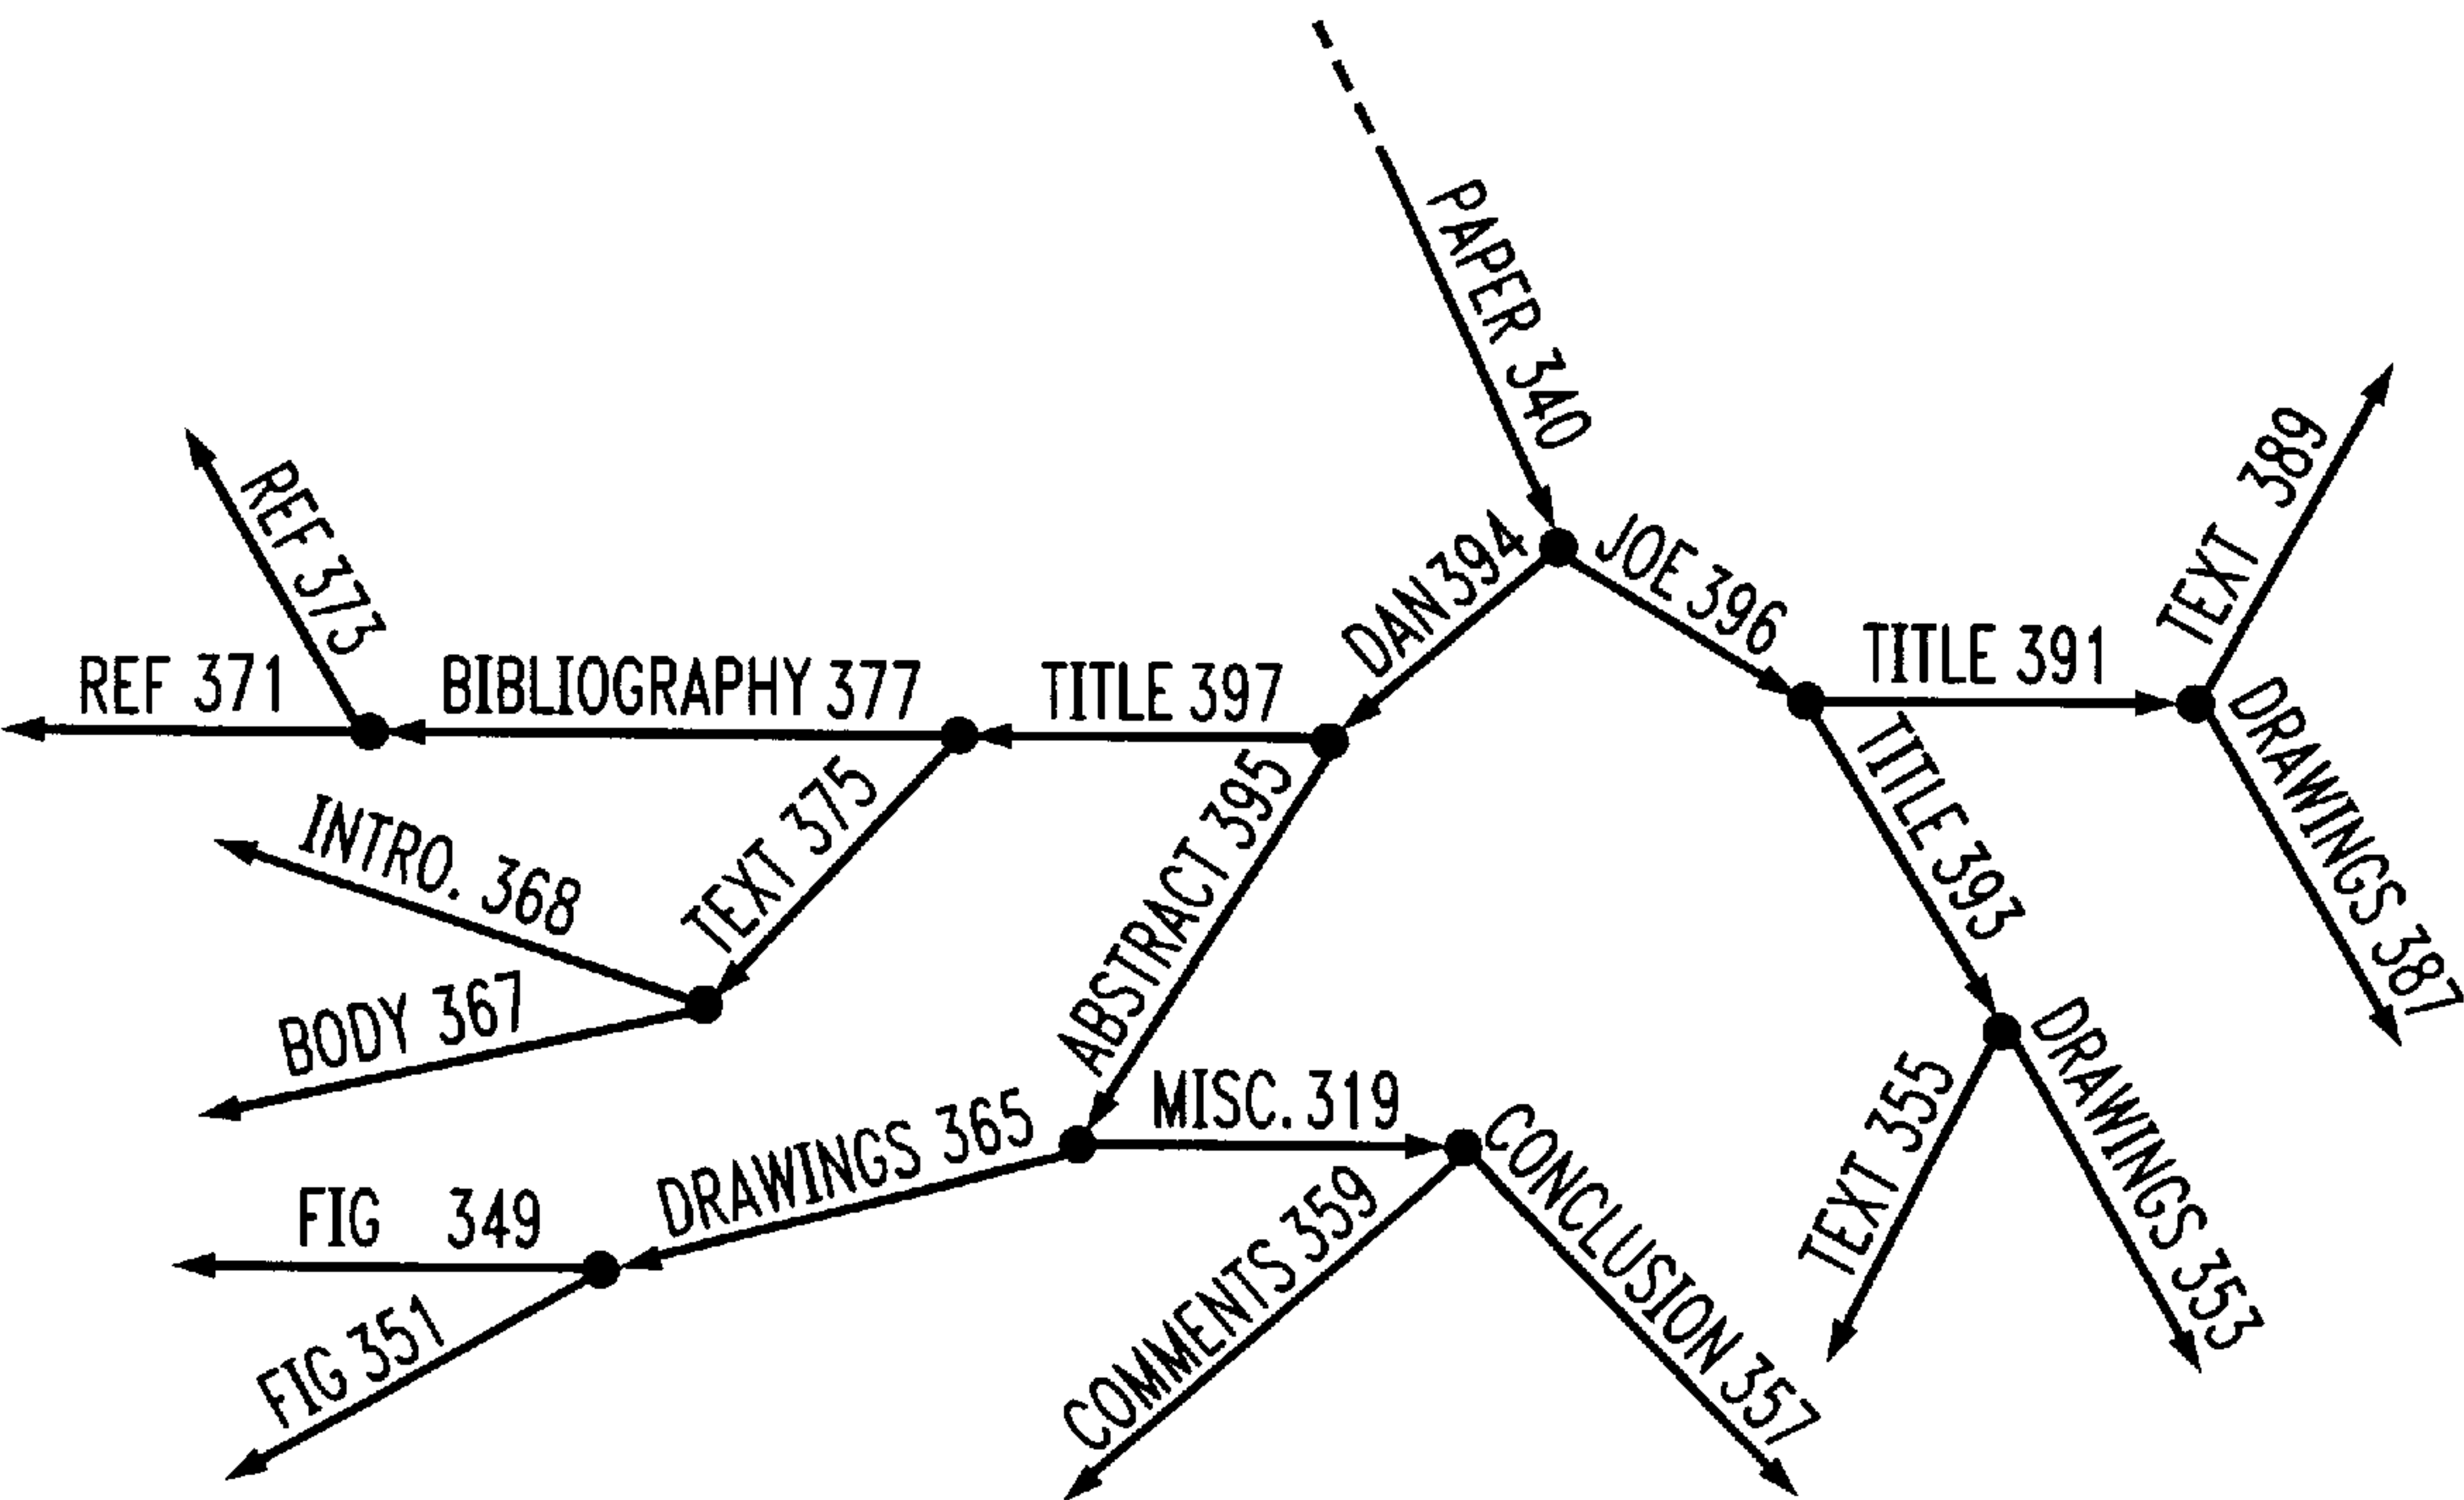 PAPER 340
DAN394
JOE 396
TEXT 389
REF 373
REF 371
BIBLIOGRAPHY 377
TITLE 397
TITLE 391
DRAWINGS 387
TITLE 393
INTRO. 368
TEXT 375
ABSTRACT 395
BODY 367
MISC. 319
DRAWINGS 365
TEXT 355
DRAWINGS 353
FIG 349
COMMENTS 359
CONCLUSION 357
FIG 351